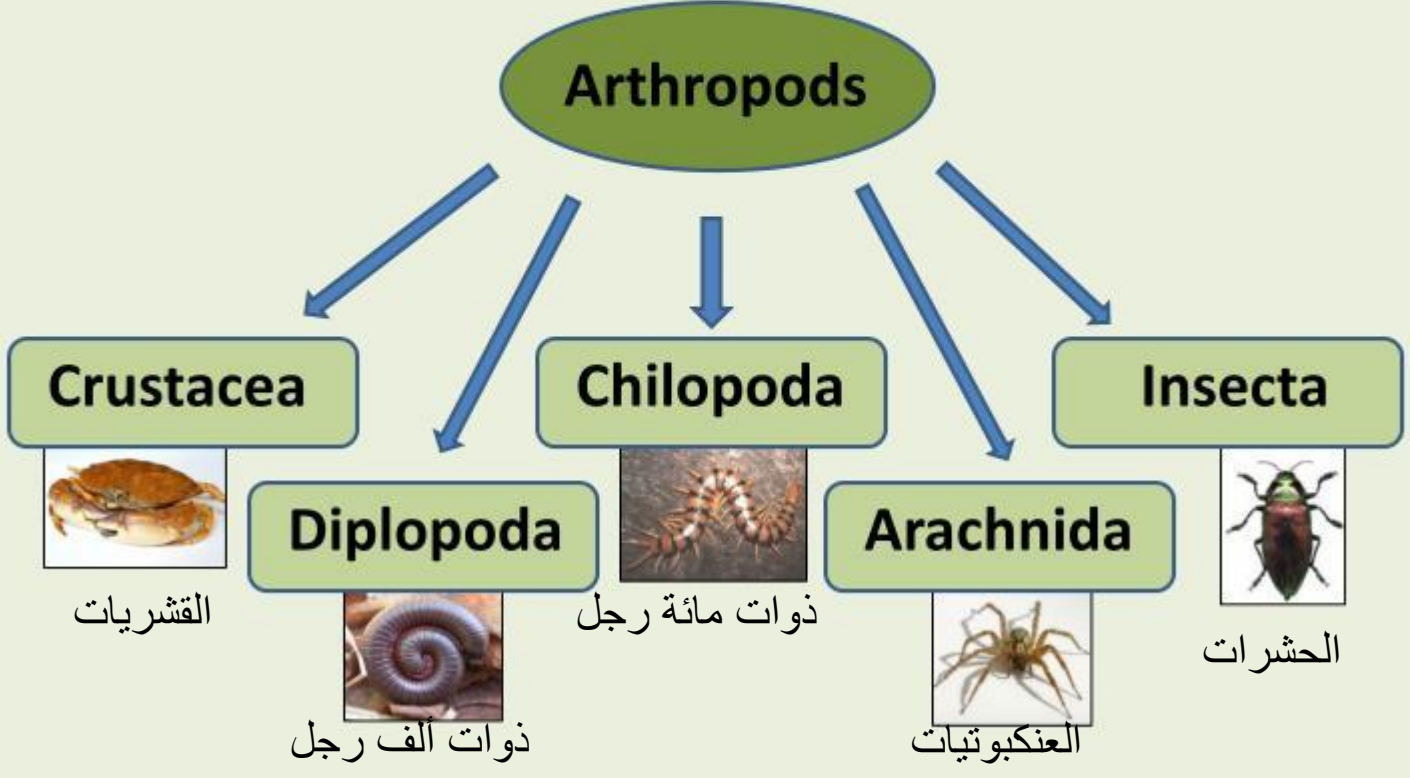 Arthropods
Crustacea
Chilopoda
Insecta
Diplopoda
Arachnida
القشريات
ذوات مائة رجل
الحشرات
ذوات ألف رجل
العنكبوتيات